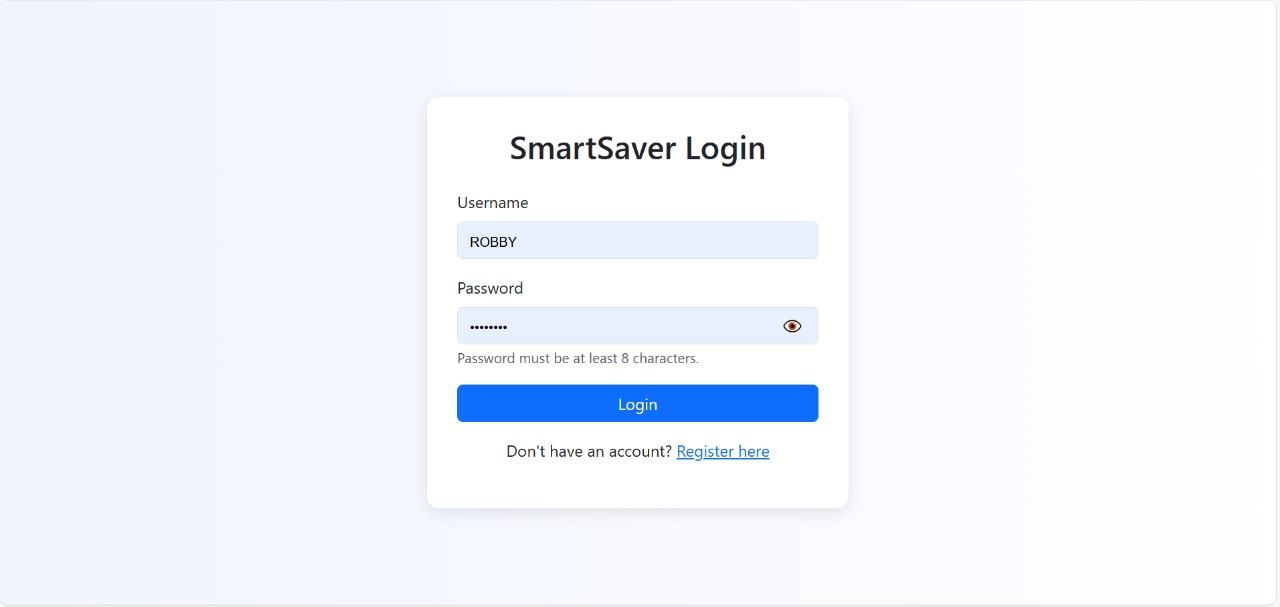 SmartSaver Login
Username
ROBBY
Password
••••••••
Password must be at least 8 characters.
Login
Don't have an account? Register here